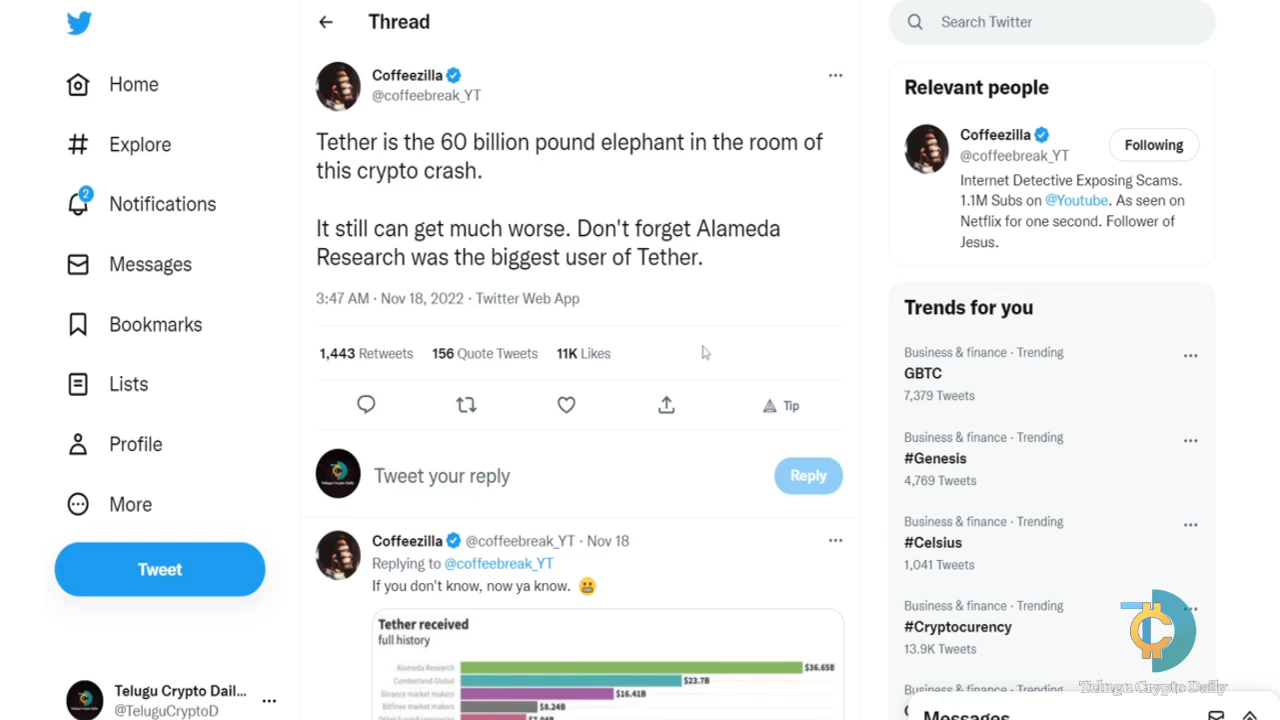 Home
Explore
2
Notifications
Messages
Bookmarks
Lists
Profile
More
Tweet
Telugu Crypto Dail...
@TeluguCryptoD
Thread
Coffeezilla
@coffeebreak_YT
Tether is the 60 billion pound elephant in the room of
this crypto crash.
It still can get much worse. Don't forget Alameda
Research was the biggest user of Tether.
3:47 AM · Nov 18, 2022 · Twitter Web App
1,443 Retweets 156 Quote Tweets 11K Likes
Tip
Tweet your reply
Reply
Coffeezilla @coffeebreak_YT · Nov 18
Replying to @coffeebreak_YT
If you don't know, now ya know. 😬
Tether received
full history
Alameda Research $36.65B
Cumberland Global $23.7B
Binance market makers $16.41B
Bitfinex market makers $8.24B
Search Twitter
Relevant people
Coffeezilla
@coffeebreak_YT
Following
Internet Detective Exposing Scams.
1.1M Subs on @Youtube. As seen on
Netflix for one second. Follower of
Jesus.
Trends for you
Business & finance · Trending
GBTC
7,379 Tweets
Business & finance · Trending
#Genesis
4,769 Tweets
Business & finance · Trending
#Celsius
1,041 Tweets
Business & finance · Trending
#Cryptocurency
13.9K Tweets
Business & finance · Trending
Telugu Crypto Daily
Messages